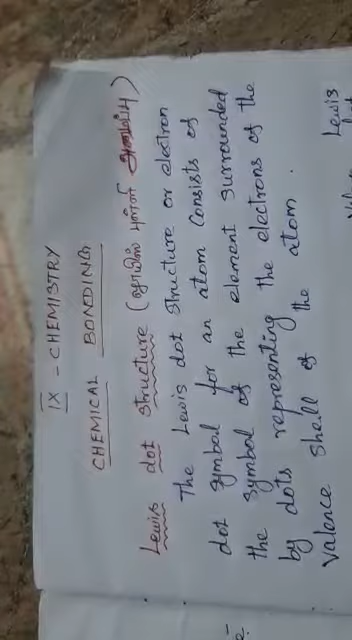 IX - CHEMISTRY
CHEMICAL BONDING
Lewis dot structure (லூயிஸ் புள்ளி அமைப்பு)
The Lewis dot structure or electron
dot symbol for an atom consists of
the symbol of the element surrounded
by dots representing the electrons of the
valence shell of the atom.
Lewis